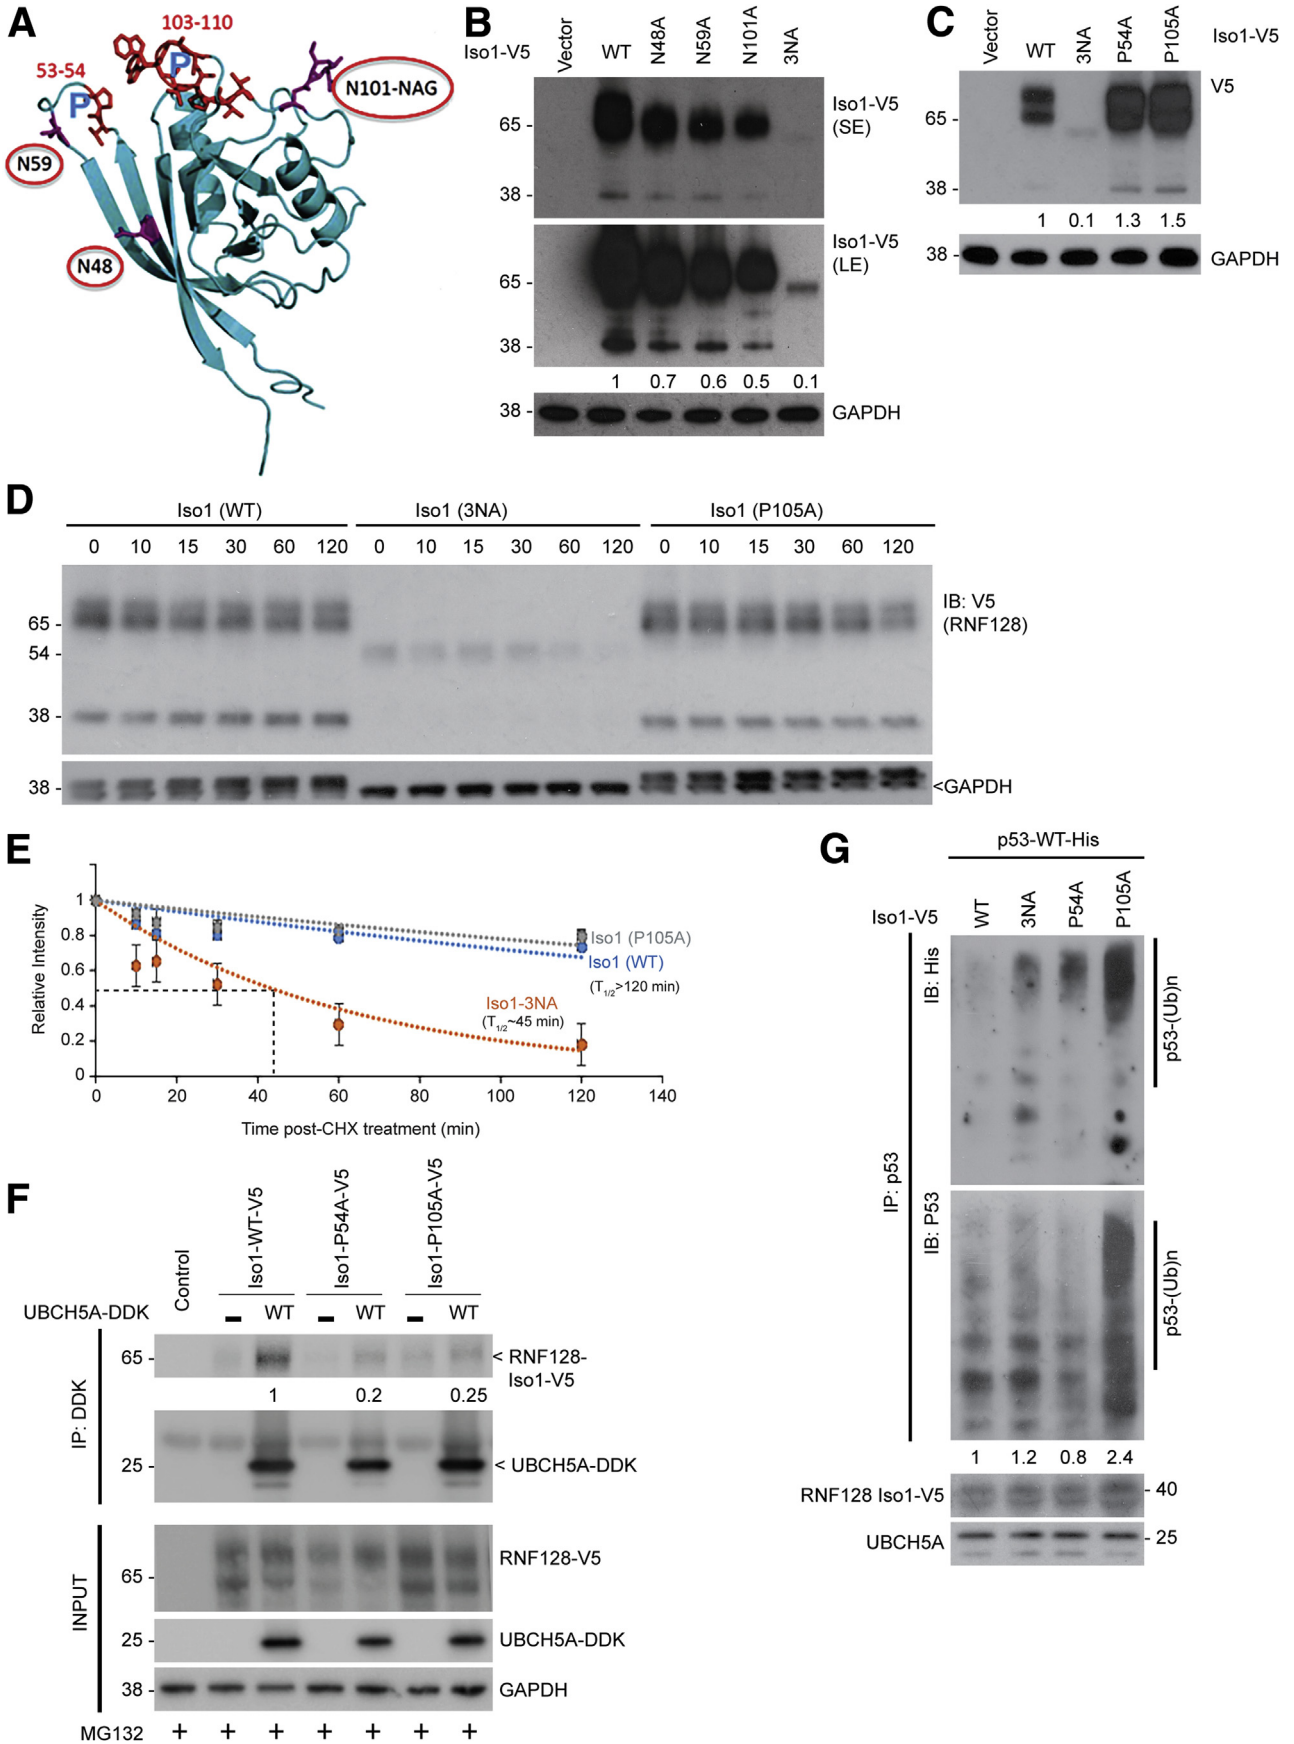 A
103-110
53-54
P
P
N101-NAG
N59
N48
B
Iso1-V5
Vector
WT
N48A
N59A
N101A
3NA
65 -
38 -
Iso1-V5
(SE)
65 -
38 -
Iso1-V5
(LE)
1 0.7 0.6 0.5 0.1
38 -
GAPDH
C
Vector
WT
3NA
P54A
P105A
Iso1-V5
V5
65 -
38 -
1 0.1 1.3 1.5
38 -
GAPDH
D
Iso1 (WT) Iso1 (3NA) Iso1 (P105A)
0 10 15 30 60 120 0 10 15 30 60 120 0 10 15 30 60 120
65 -
54 -
38 -
IB: V5
(RNF128)
38 -
<GAPDH
E
Relative Intensity
1
0.8
0.6
0.4
0.2
0
0 20 40 60 80 100 120 140
Time post-CHX treatment (min)
Iso1 (P105A)
Iso1 (WT)
(T1/2>120 min)
Iso1-3NA
(T1/2~45 min)
F
Control
Iso1-WT-V5
Iso1-P54A-V5
Iso1-P105A-V5
UBCH5A-DDK - WT - WT - WT
IP: DDK
65 -
< RNF128-
Iso1-V5
1 0.2 0.25
25 -
< UBCH5A-DDK
INPUT
65 -
RNF128-V5
25 -
UBCH5A-DDK
38 -
GAPDH
MG132 + + + + + + +
G
p53-WT-His
Iso1-V5
WT
3NA
P54A
P105A
IP: p53
IB: His
p53-(Ub)n
IB: P53
p53-(Ub)n
1 1.2 0.8 2.4
RNF128 Iso1-V5
- 40
UBCH5A
- 25